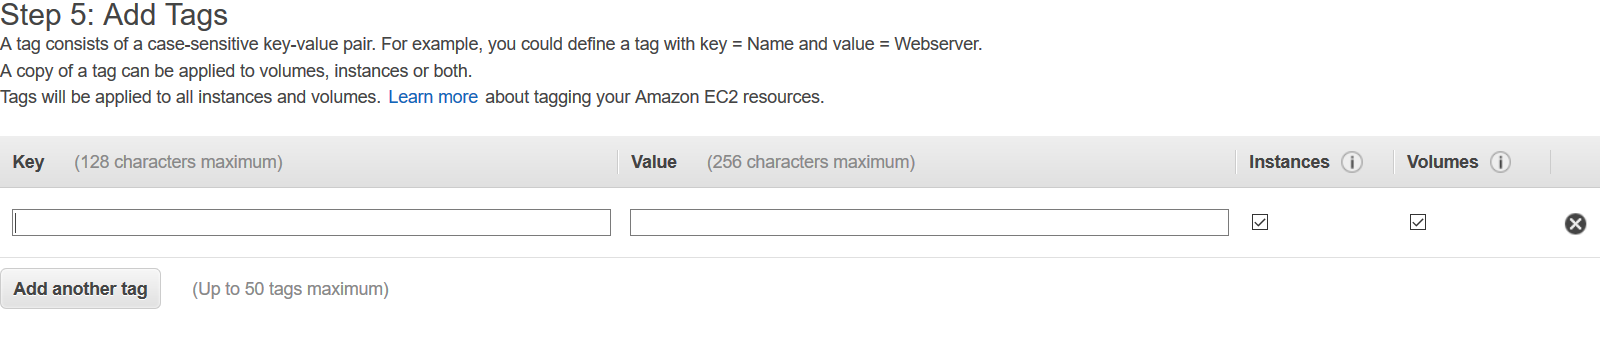 Step 5: Add Tags
A tag consists of a case-sensitive key-value pair. For example, you could define a tag with key = Name and value = Webserver.
A copy of a tag can be applied to volumes, instances or both.
Tags will be applied to all instances and volumes. Learn more about tagging your Amazon EC2 resources.
Key (128 characters maximum) Value (256 characters maximum) Instances i Volumes i
Add another tag (Up to 50 tags maximum)